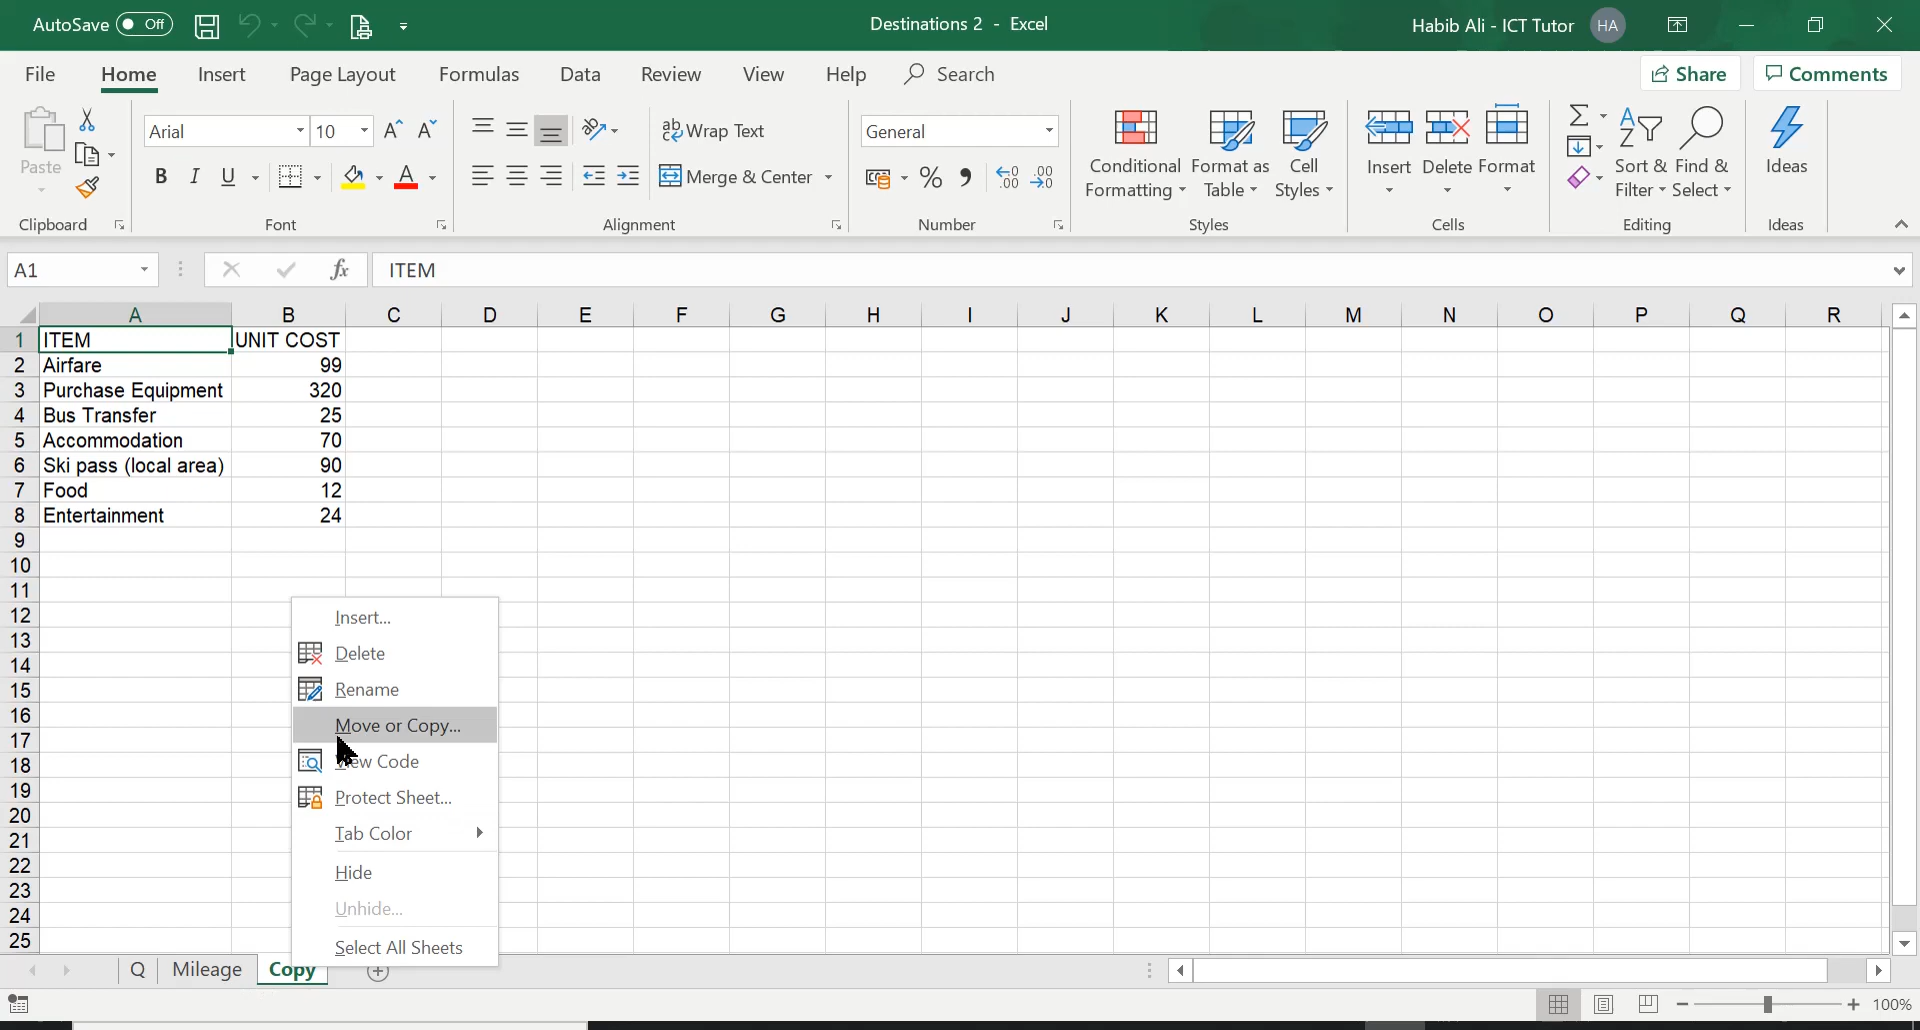 AutoSave Off
Destinations 2 - Excel
Habib Ali - ICT Tutor HA
File Home Insert Page Layout Formulas Data Review View Help Search Share Comments
Arial 10
Wrap Text
General
Paste
B I U
Merge & Center
% 9
Conditional Formatting
Format as Table
Cell Styles
Insert Delete Format
Sort & Filter
Find & Select
Ideas
Clipboard Font Alignment Number Styles Cells Editing Ideas
A1 fx ITEM
A B C D E F G H I J K L M N O P Q R
1 ITEM UNIT COST
2 Airfare 99
3 Purchase Equipment 320
4 Bus Transfer 25
5 Accommodation 70
6 Ski pass (local area) 90
7 Food 12
8 Entertainment 24
9
10
11
12
13
14
15
16
17
18
19
20
21
22
23
24
25
Insert...
Delete
Rename
Move or Copy...
View Code
Protect Sheet...
Tab Color
Hide
Unhide...
Select All Sheets
Q Mileage Copy
100%